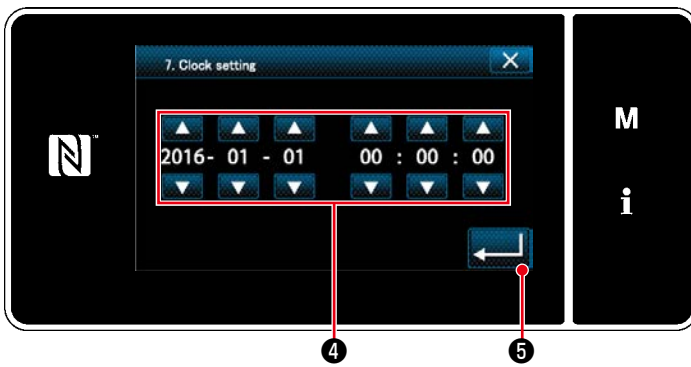 7. Clock setting
M
2016- 01 - 01 00 : 00 : 00
i
❹ ❺